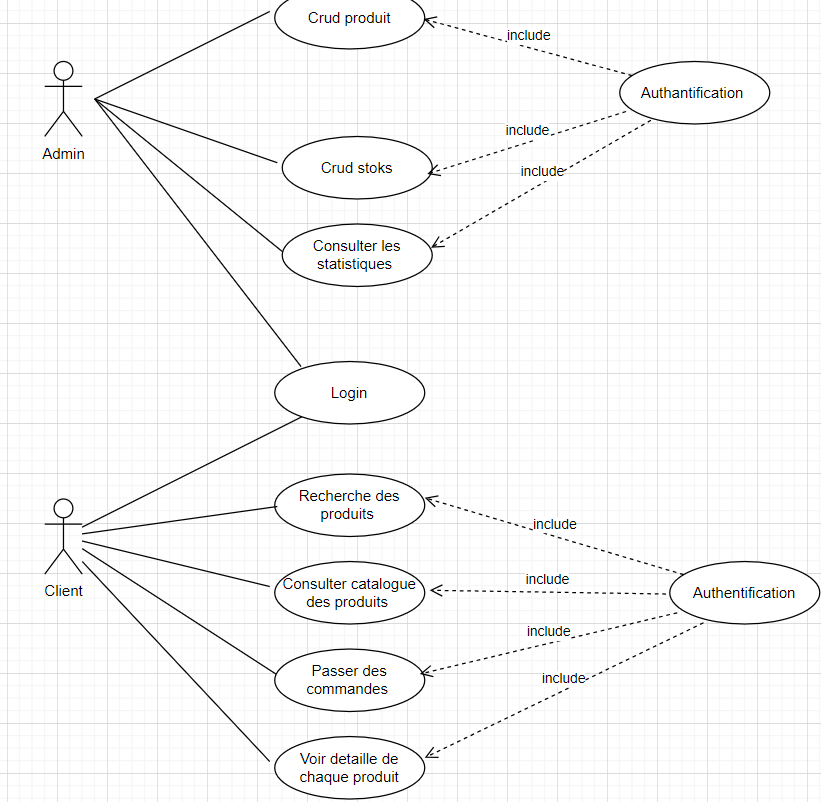 Crud produit
include
Authantification
include
Admin
Crud stoks
include
Consulter les
statistiques
Login
Recherche des
produits
include
Client
Consulter catalogue
des produits
include
Authentification
include
Passer des
commandes
include
Voir detaille de
chaque produit